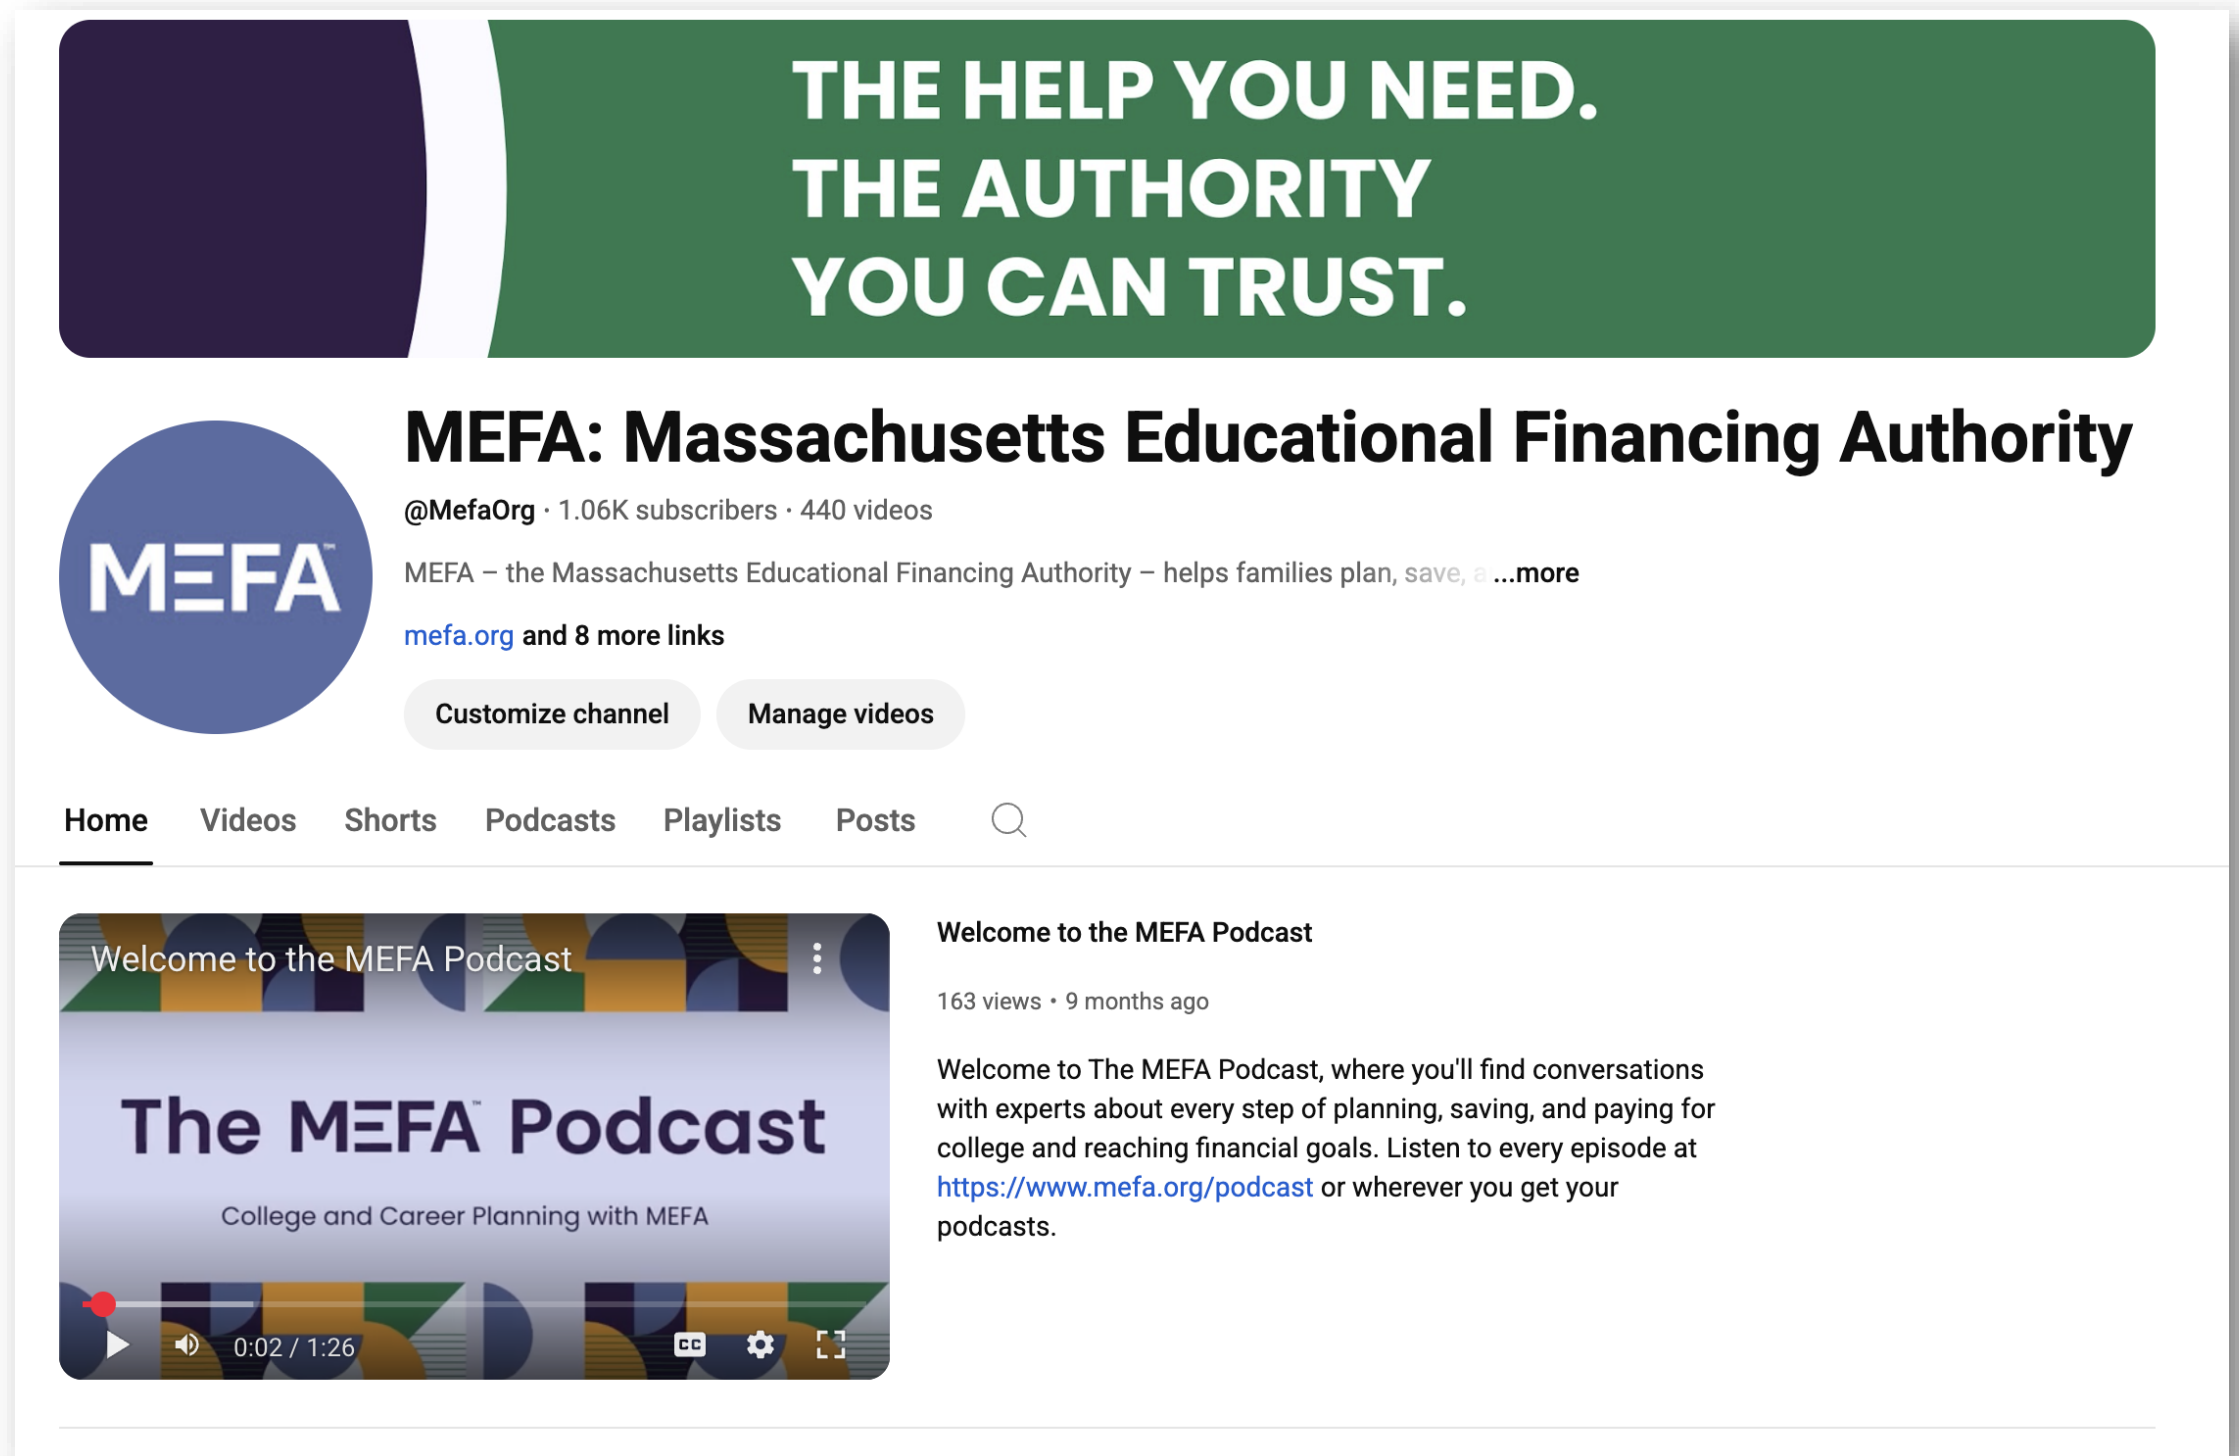 THE HELP YOU NEED.
THE AUTHORITY
YOU CAN TRUST.
MEFA™
MEFA: Massachusetts Educational Financing Authority
@MefaOrg · 1.06K subscribers · 440 videos
MEFA – the Massachusetts Educational Financing Authority – helps families plan, save, a ...more
mefa.org and 8 more links
Customize channel
Manage videos
Home Videos Shorts Podcasts Playlists Posts
Welcome to the MEFA Podcast
The MEFA™ Podcast
College and Career Planning with MEFA
0:02 / 1:26
CC
Welcome to the MEFA Podcast
163 views • 9 months ago
Welcome to The MEFA Podcast, where you'll find conversations
with experts about every step of planning, saving, and paying for
college and reaching financial goals. Listen to every episode at
https://www.mefa.org/podcast or wherever you get your
podcasts.